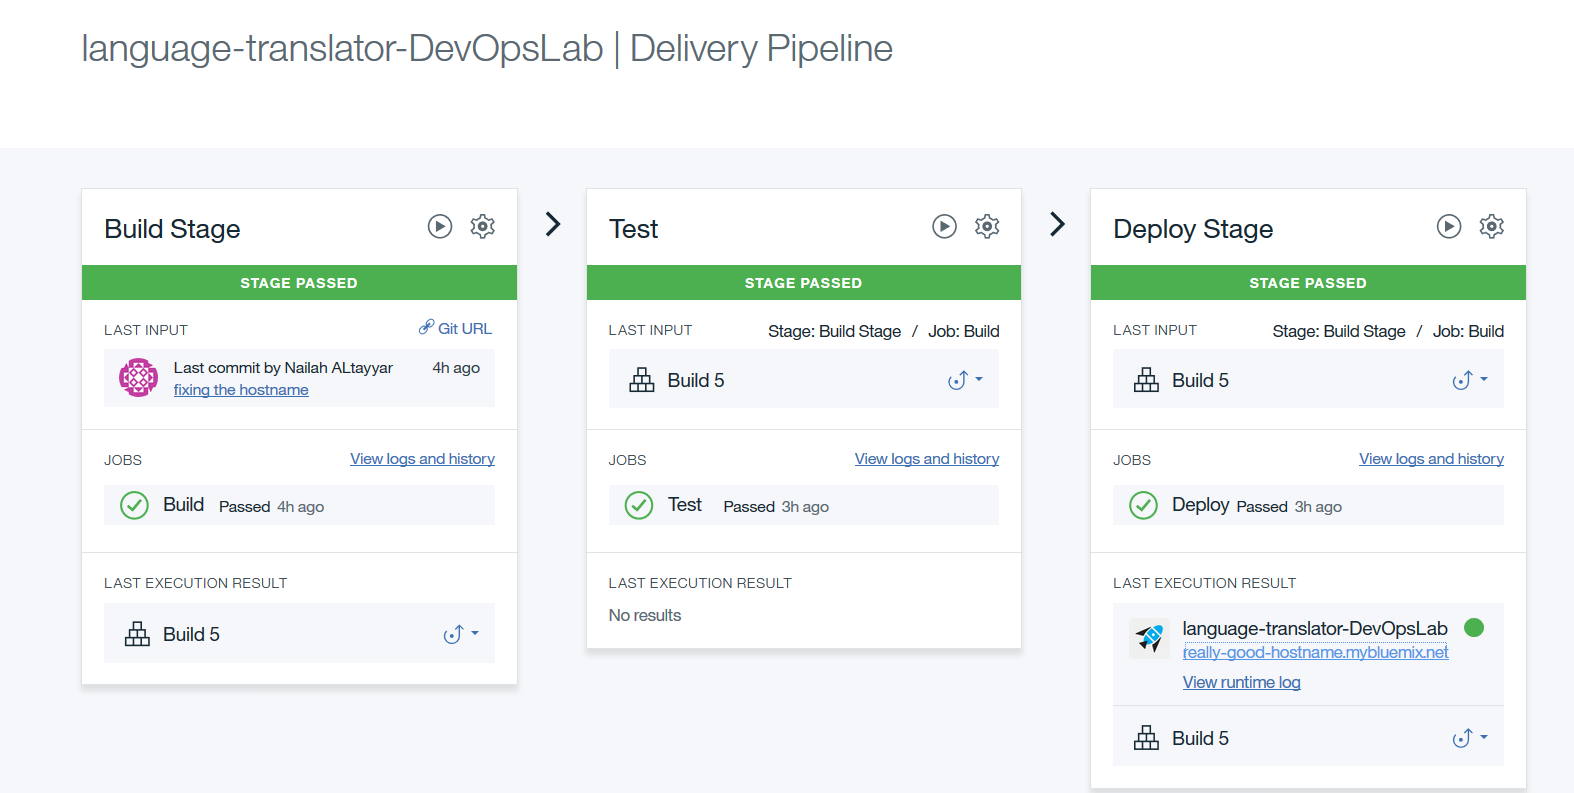 language-translator-DevOpsLab | Delivery Pipeline
Build Stage
STAGE PASSED
LAST INPUT
Git URL
Last commit by Nailah ALtayyar
4h ago
fixing the hostname
JOBS
View logs and history
Build Passed 4h ago
LAST EXECUTION RESULT
Build 5
Test
STAGE PASSED
LAST INPUT
Stage: Build Stage / Job: Build
Build 5
JOBS
View logs and history
Test Passed 3h ago
LAST EXECUTION RESULT
No results
Deploy Stage
STAGE PASSED
LAST INPUT
Stage: Build Stage / Job: Build
Build 5
JOBS
View logs and history
Deploy Passed 3h ago
LAST EXECUTION RESULT
language-translator-DevOpsLab
really-good-hostname.mybluemix.net
View runtime log
Build 5